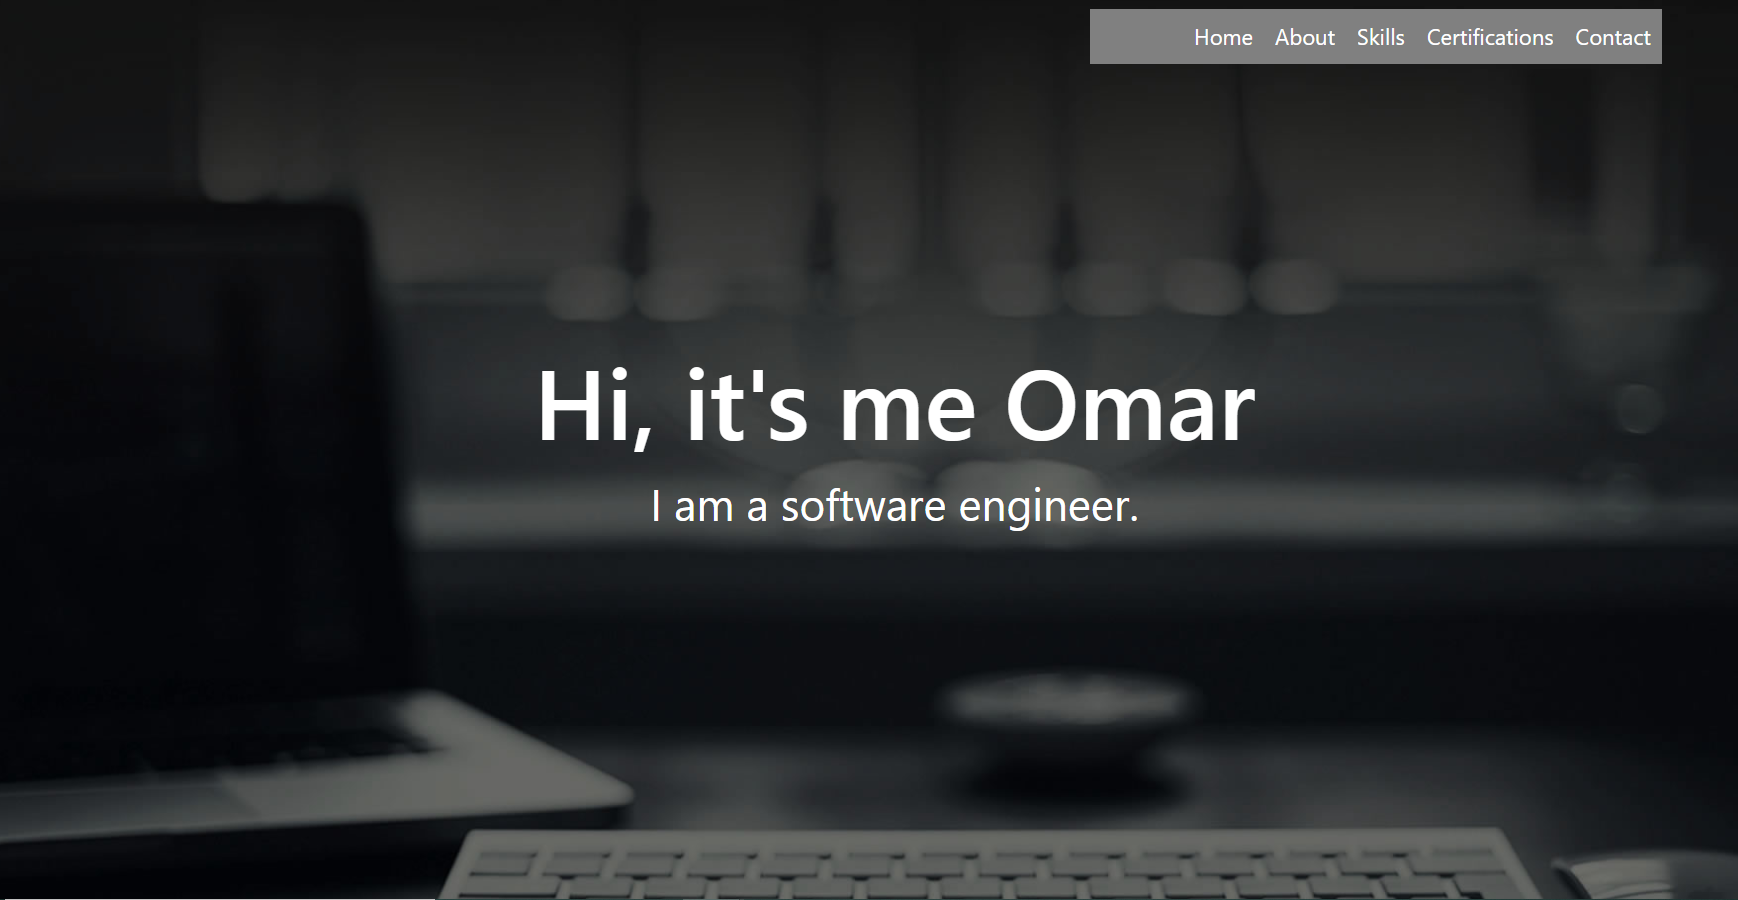 Home About Skills Certifications Contact
Hi, it's me Omar
I am a software engineer.